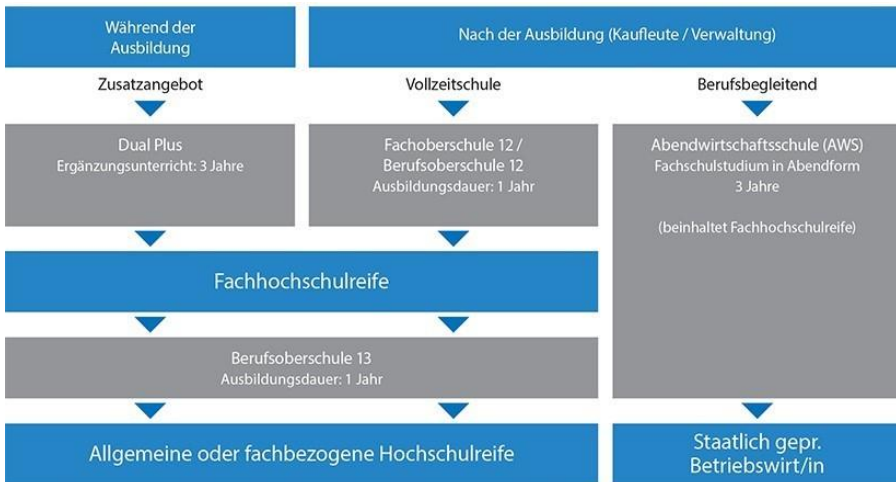 Während der
Ausbildung
Nach der Ausbildung (Kaufleute / Verwaltung)
Zusatzangebot
Vollzeitschule
Berufsbegleitend
Dual Plus
Ergänzungsunterricht: 3 Jahre
Fachoberschule 12 /
Berufsoberschule 12
Ausbildungsdauer: 1 Jahr
Abendwirtschaftsschule (AWS)
Fachschulstudium in Abendform
3 Jahre
(beinhaltet Fachhochschulreife)
Fachhochschulreife
Berufsoberschule 13
Ausbildungsdauer: 1 Jahr
Allgemeine oder fachbezogene Hochschulreife
Staatlich gepr.
Betriebswirt/in